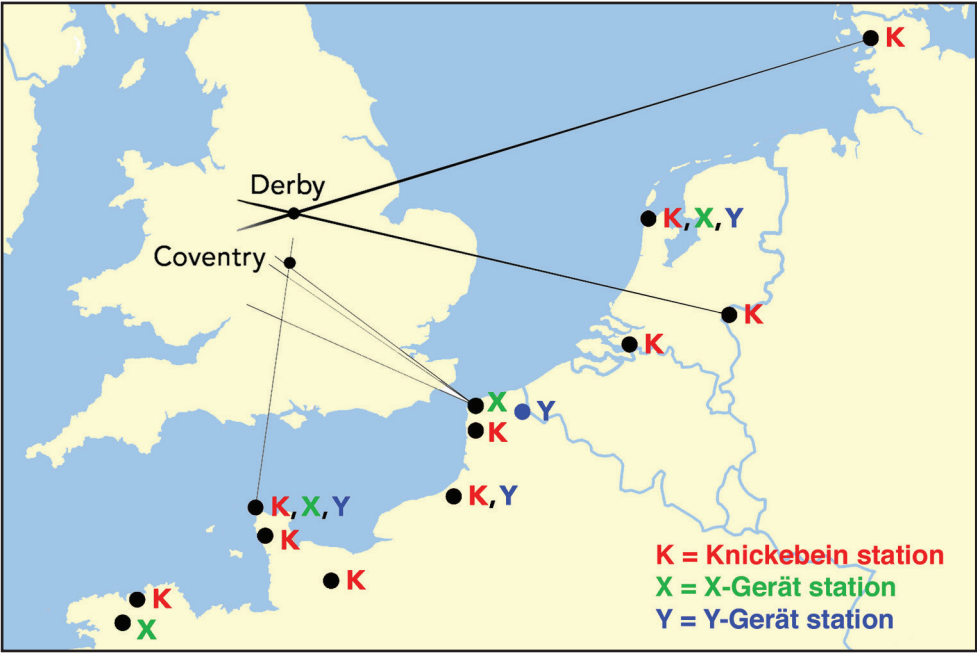 K
Derby
K, X, Y
Coventry
K
K
X
Y
K
K, Y
K, X, Y
K
K = Knickebein station
K
X = X-Gerät station
K
Y = Y-Gerät station
X